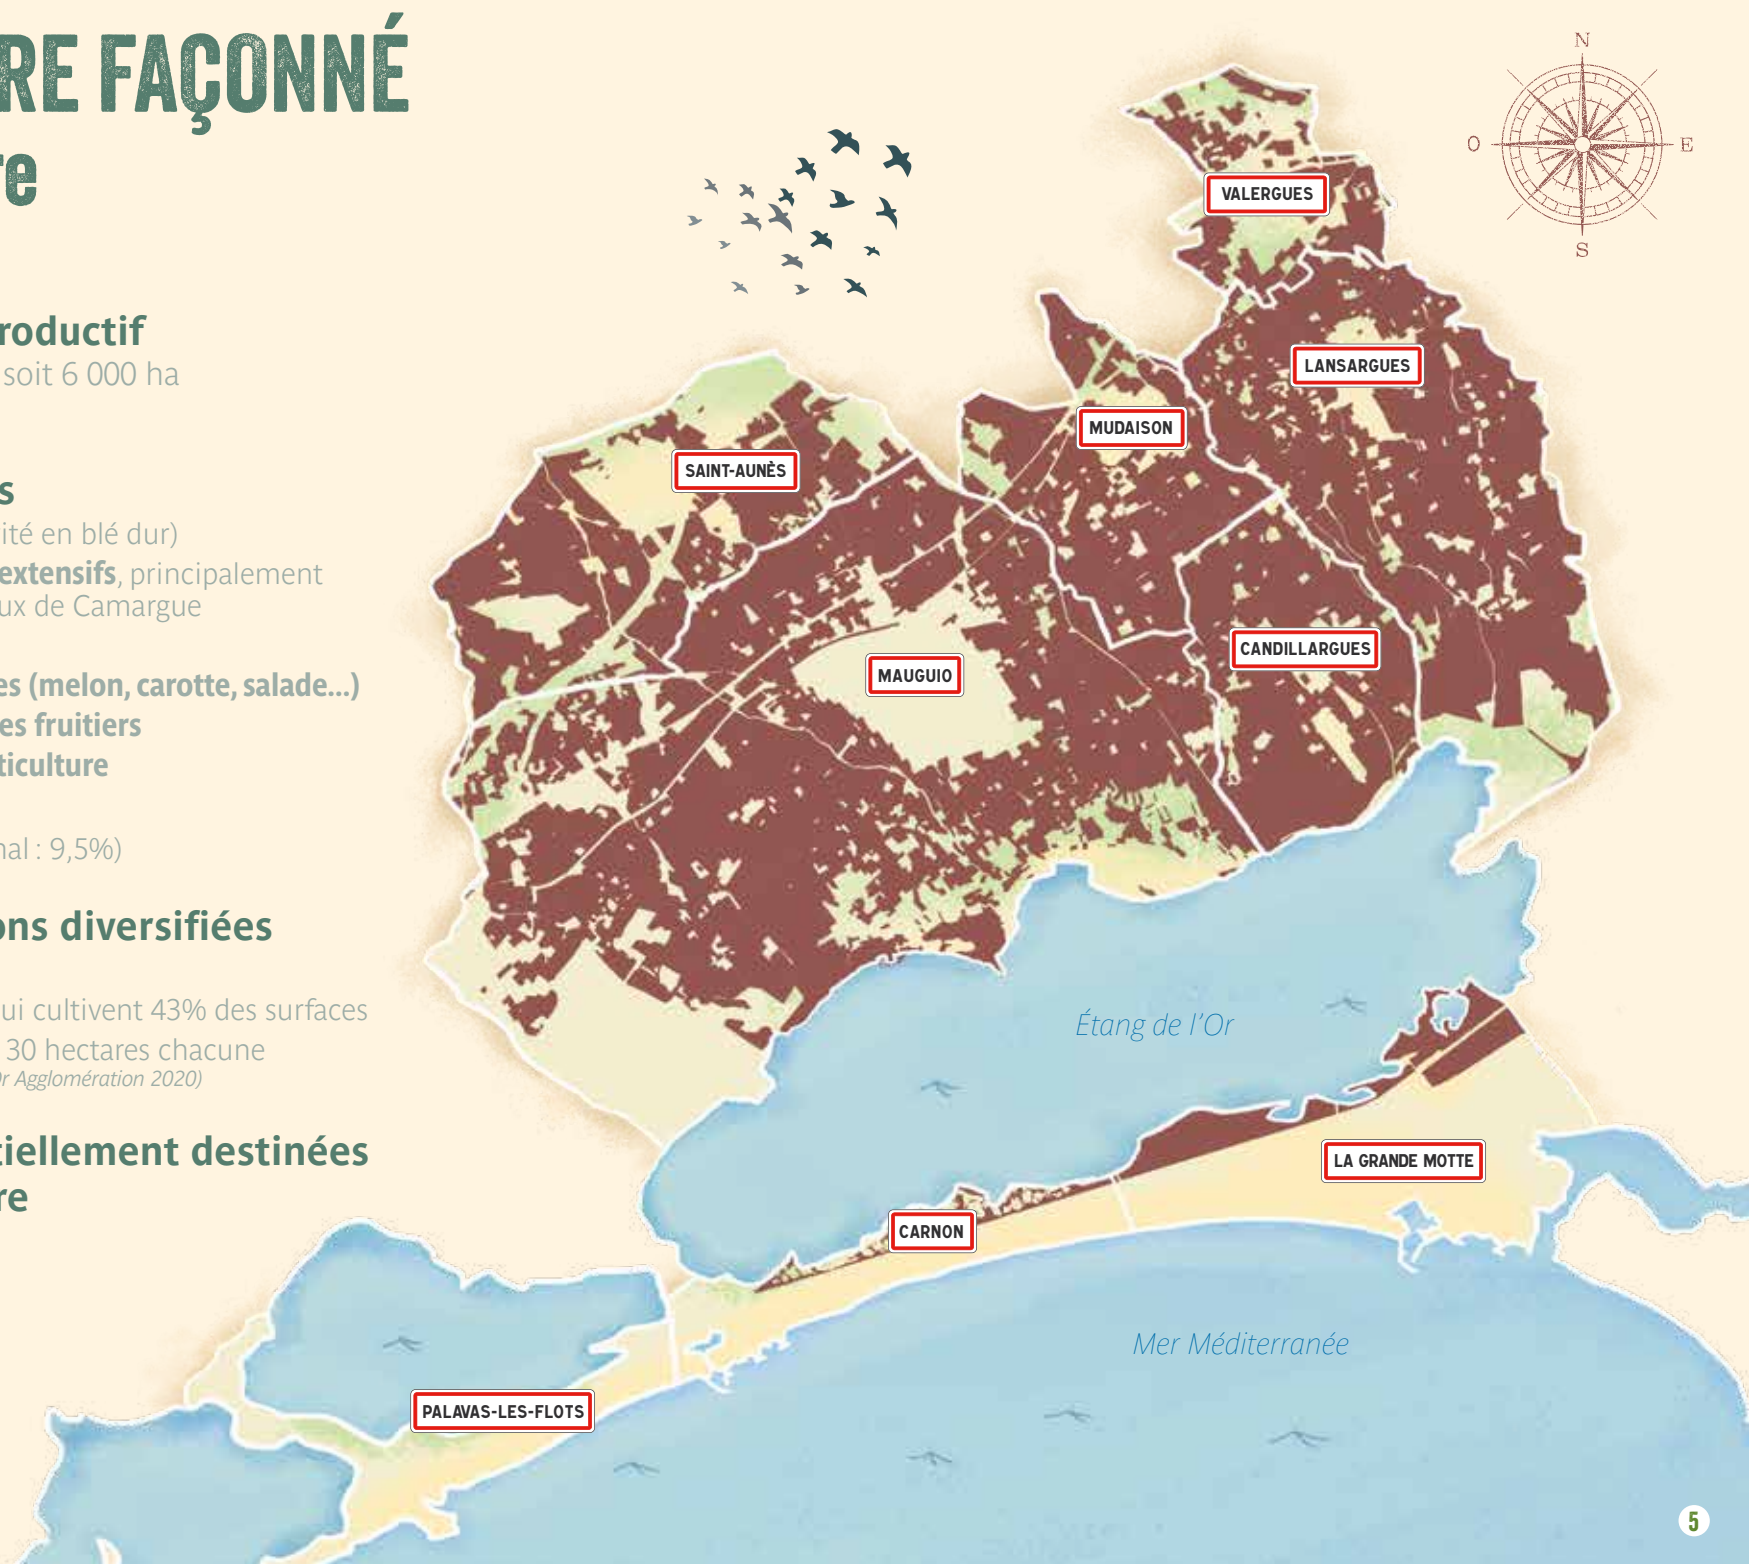 RE FAÇONNÉ
re
roductif
soit 6 000 ha
s
ité en blé dur)
extensifs, principalement
ux de Camargue
es (melon, carotte, salade...)
es fruitiers
ticulture
nal : 9,5%)
ons diversifiées
ui cultivent 43% des surfaces
30 hectares chacune
Or Agglomération 2020)
tiellement destinées
re
N
O
E
S
VALERGUES
LANSARGUES
MUDAISON
SAINT-AUNÈS
CANDILLARGUES
MAUGUIO
Étang de l'Or
LA GRANDE MOTTE
CARNON
Mer Méditerranée
PALAVAS-LES-FLOTS
5